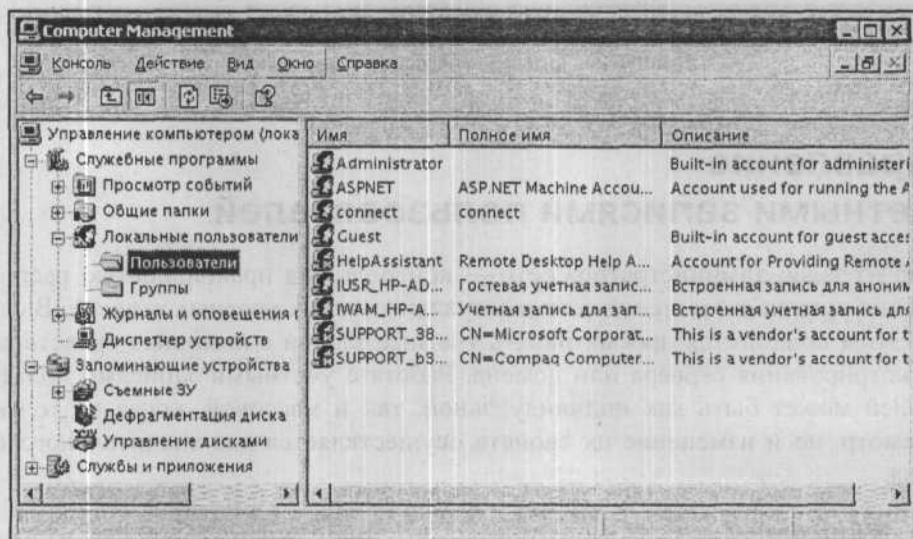 Computer Management
Консоль Действие Вид Окно Справка
Управление компьютером (лока
Служебные программы
Просмотр событий
Общие папки
Локальные пользователи
Пользователи
Группы
Журналы и оповещения
Диспетчер устройств
Запоминающие устройства
Съемные ЗУ
Дефрагментация диска
Управление дисками
Службы и приложения
Имя Полное имя Описание
Administrator Built-in account for administeri
ASPNET ASP.NET Machine Accou... Account used for running the A
connect connect
Guest Built-in account for guest acces
HelpAssistant Remote Desktop Help A... Account for Providing Remote
IUSR_HP-AD... Гостевая учетная запис... Встроенная запись для аноним
IWAM_HP-A... Учетная запись для зап... Встроенная учетная запись для
SUPPORT_38... CN=Microsoft Corporat... This is a vendor's account for t
SUPPORT_b3... CN=Compaq Computer... This is a vendor's account for t